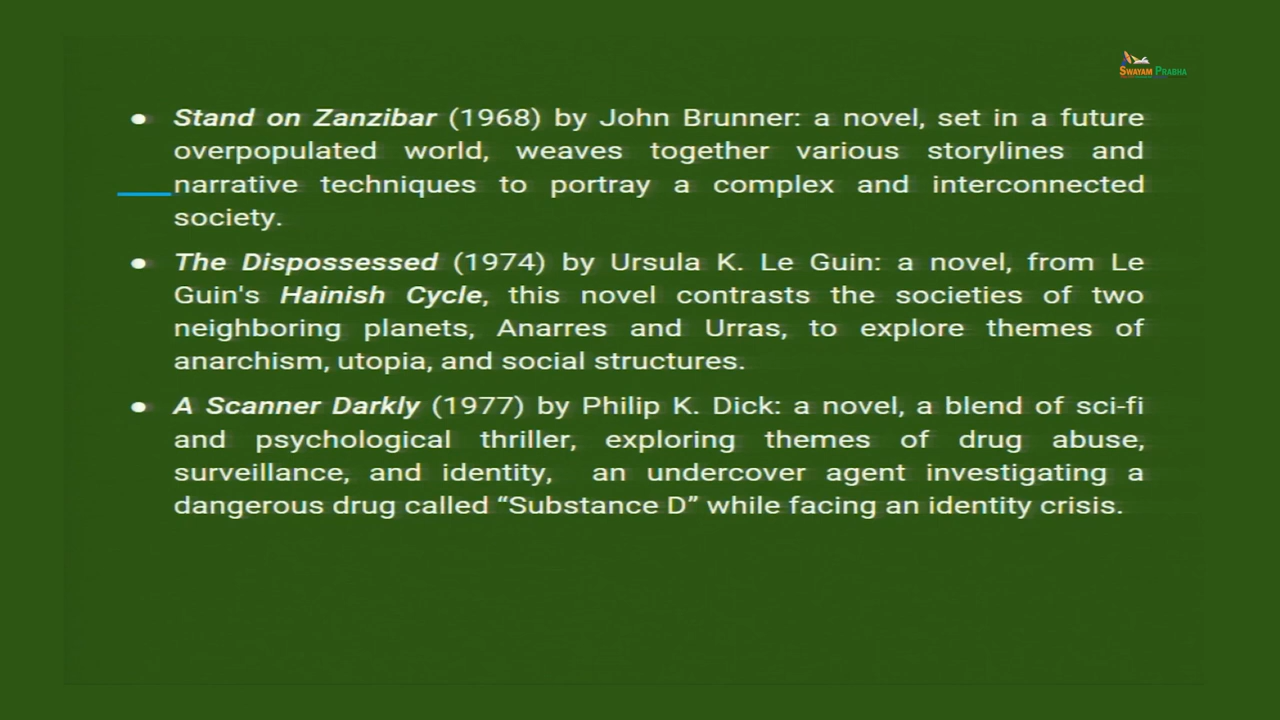 SWAYAM PRABHA
● Stand on Zanzibar (1968) by John Brunner: a novel, set in a future
overpopulated world, weaves together various storylines and
narrative techniques to portray a complex and interconnected
society.
● The Dispossessed (1974) by Ursula K. Le Guin: a novel, from Le
Guin's Hainish Cycle, this novel contrasts the societies of two
neighboring planets, Anarres and Urras, to explore themes of
anarchism, utopia, and social structures.
● A Scanner Darkly (1977) by Philip K. Dick: a novel, a blend of sci-fi
and psychological thriller, exploring themes of drug abuse,
surveillance, and identity, an undercover agent investigating a
dangerous drug called “Substance D” while facing an identity crisis.